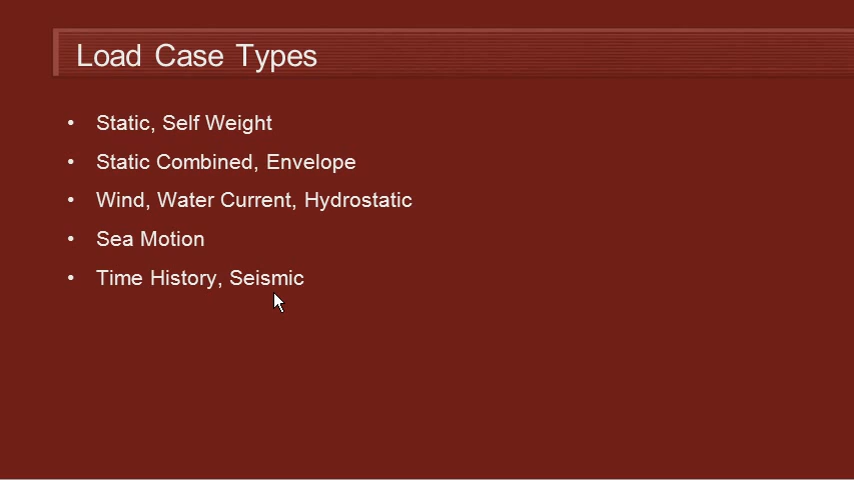 Load Case Types
• Static, Self Weight
• Static Combined, Envelope
• Wind, Water Current, Hydrostatic
• Sea Motion
• Time History, Seismic